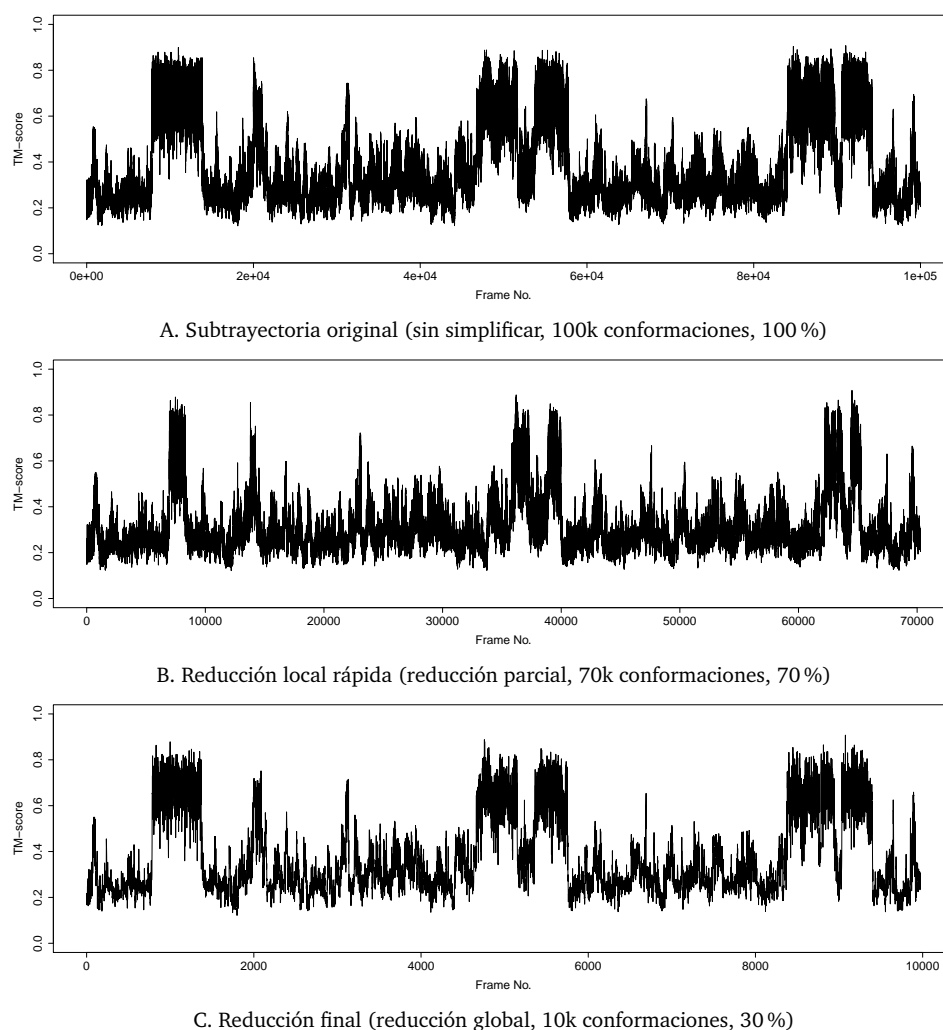 1.0
0.8
0.6
0.4
0.2
0.0
TM-score
0e+00 2e+04 4e+04 6e+04 8e+04 1e+05
Frame No.
A. Subtrayectoria original (sin simplificar, 100k conformaciones, 100 %)
1.0
0.8
0.6
0.4
0.2
0.0
TM-score
0 10000 20000 30000 40000 50000 60000 70000
Frame No.
B. Reducción local rápida (reducción parcial, 70k conformaciones, 70 %)
1.0
0.8
0.6
0.4
0.2
0.0
TM-score
0 2000 4000 6000 8000 10000
Frame No.
C. Reducción final (reducción global, 10k conformaciones, 30 %)